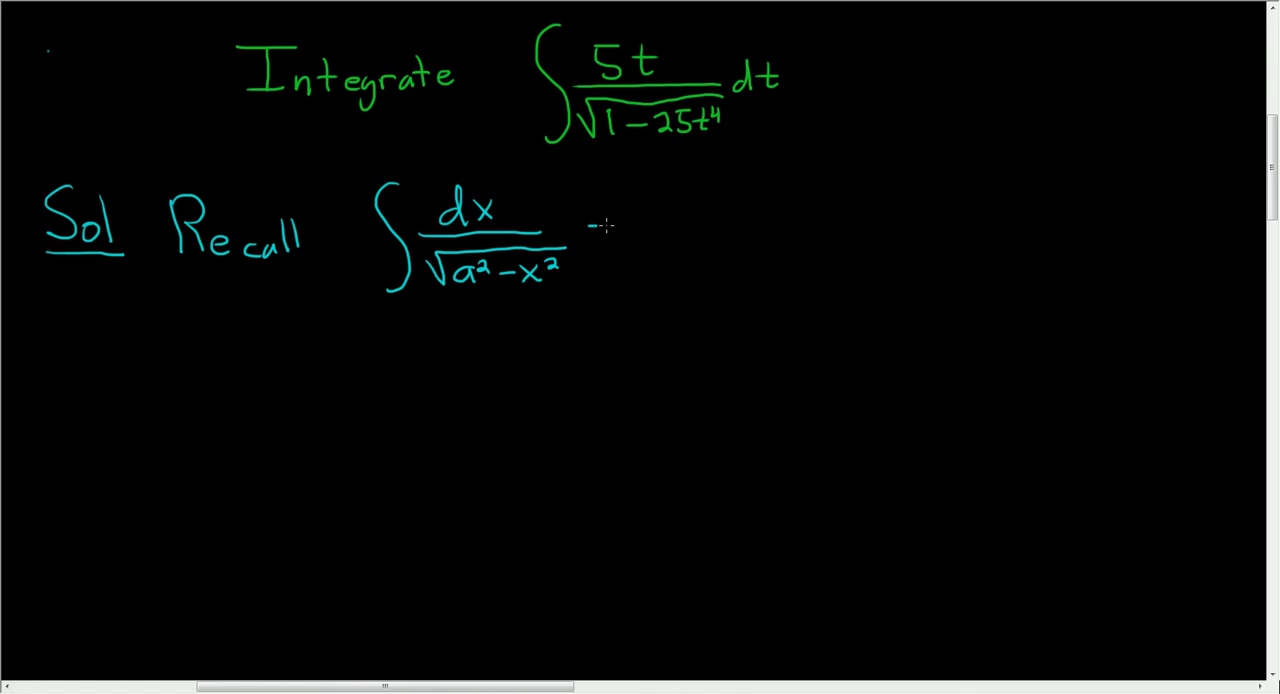 Integrate ∫ 5t/√(1-25t⁴) dt
Sol Recall ∫ dx/√(a²-x²) -